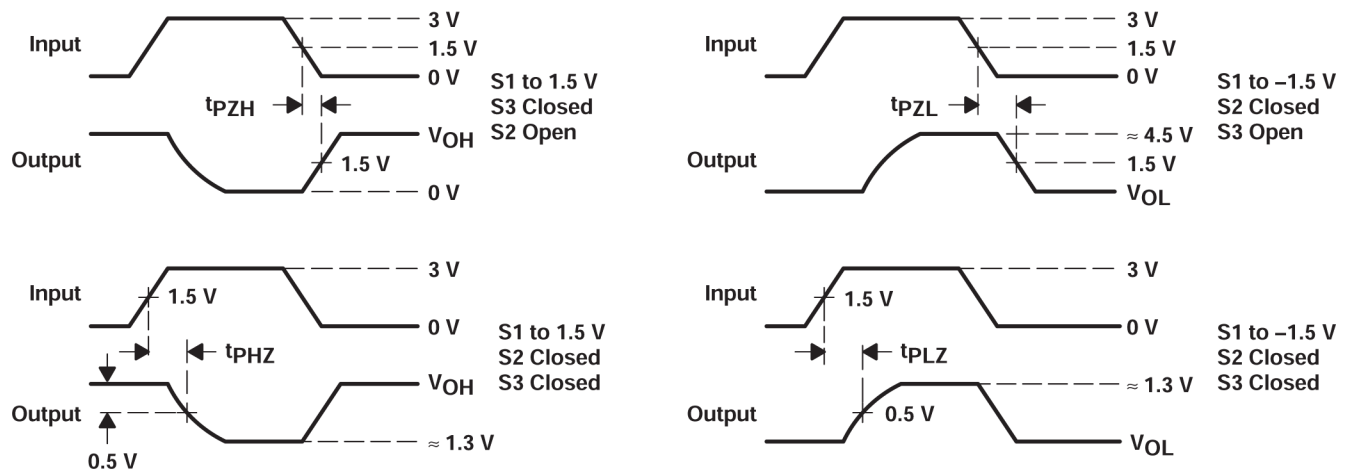 3 V
Input
1.5 V
0 V
tPZH
S1 to 1.5 V
S3 Closed
S2 Open
VOH
Output
1.5 V
0 V
3 V
Input
1.5 V
0 V
tPZL
S1 to –1.5 V
S2 Closed
S3 Open
≈ 4.5 V
Output
1.5 V
VOL
3 V
Input
1.5 V
0 V
tPHZ
S1 to 1.5 V
S2 Closed
S3 Closed
VOH
Output
0.5 V
≈ 1.3 V
3 V
Input
1.5 V
0 V
tPLZ
S1 to –1.5 V
S2 Closed
S3 Closed
≈ 1.3 V
Output
0.5 V
VOL